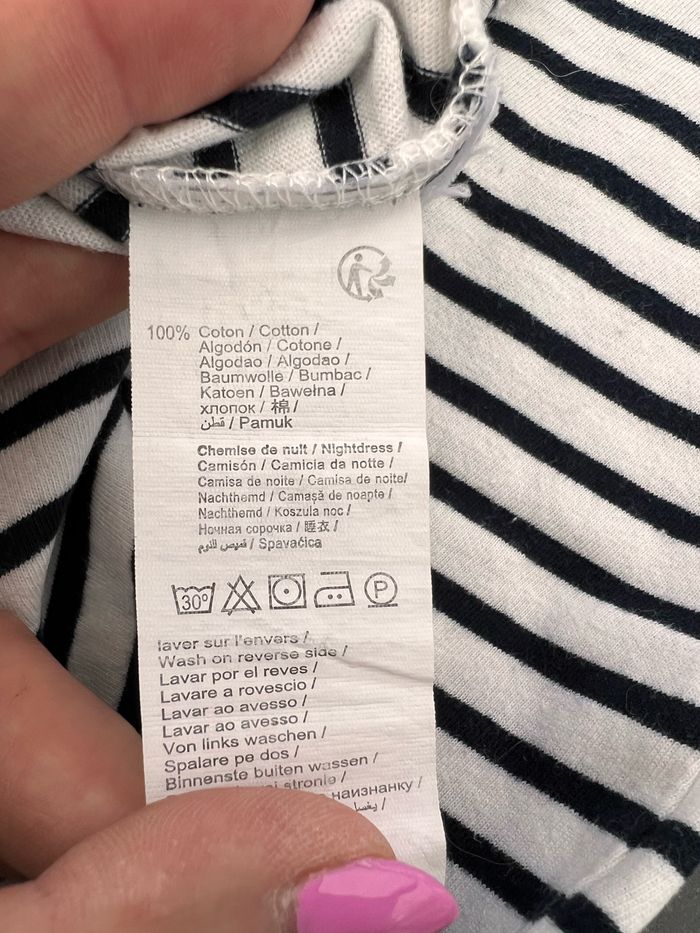 100% Coton / Cotton /
Algodón / Cotone /
Algodao / Algodao /
Baumwolle / Bumbac /
Katoen / Bawełna /
хлопок / 棉 /
قطن / Pamuk
Chemise de nuit / Nightdress /
Camisón / Camicia da notte /
Camisa de noite / Camisa de noite/
Nachthemd / Camaşă de noapte /
Nachthemd / Koszula noc /
Ночная сорочка / 睡衣 /
قميص للنوم / Spavaćica
30°
P
laver sur l'envers /
Wash on reverse side /
Lavar por el reves /
Lavare a rovescio /
Lavar ao avesso /
Lavar ao avesso /
Von links waschen /
Spalare pe dos /
Binnenste buiten wassen /
stronie /
наизнанку /